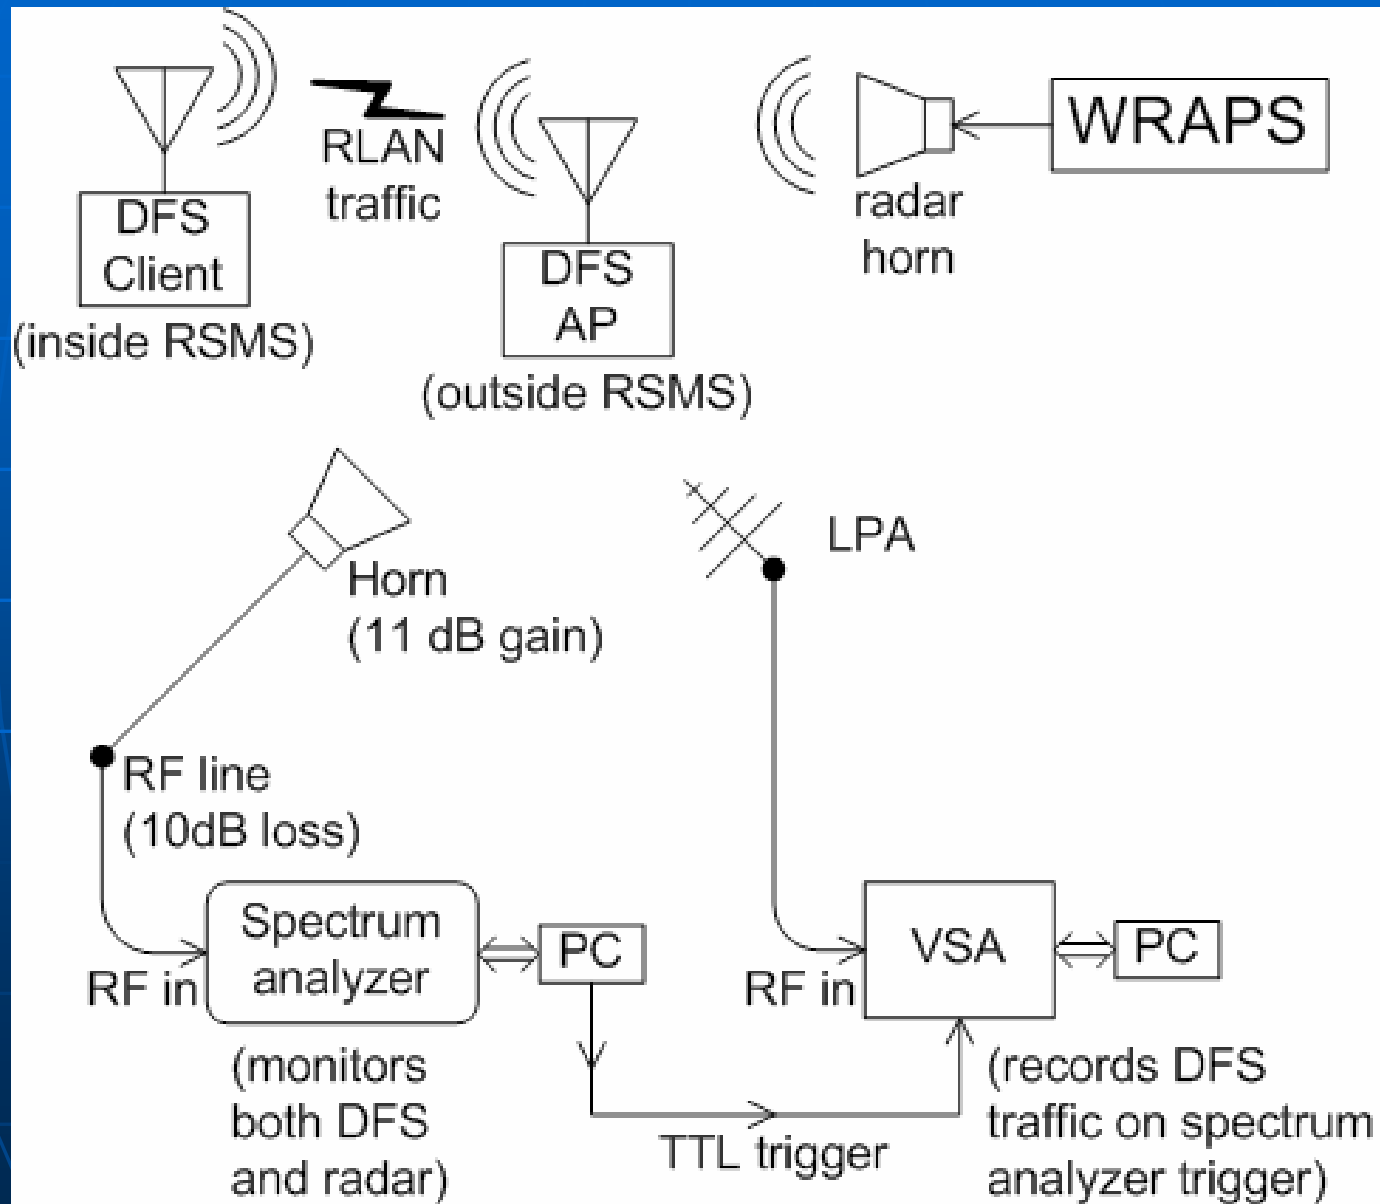 DFS
Client
(inside RSMS)
RLAN
traffic
DFS
AP
(outside RSMS)
radar
horn
WRAPS
Horn
(11 dB gain)
LPA
RF line
(10dB loss)
RF in
Spectrum
analyzer
PC
(monitors
both DFS
and radar)
TTL trigger
RF in
VSA
PC
(records DFS
traffic on spectrum
analyzer trigger)